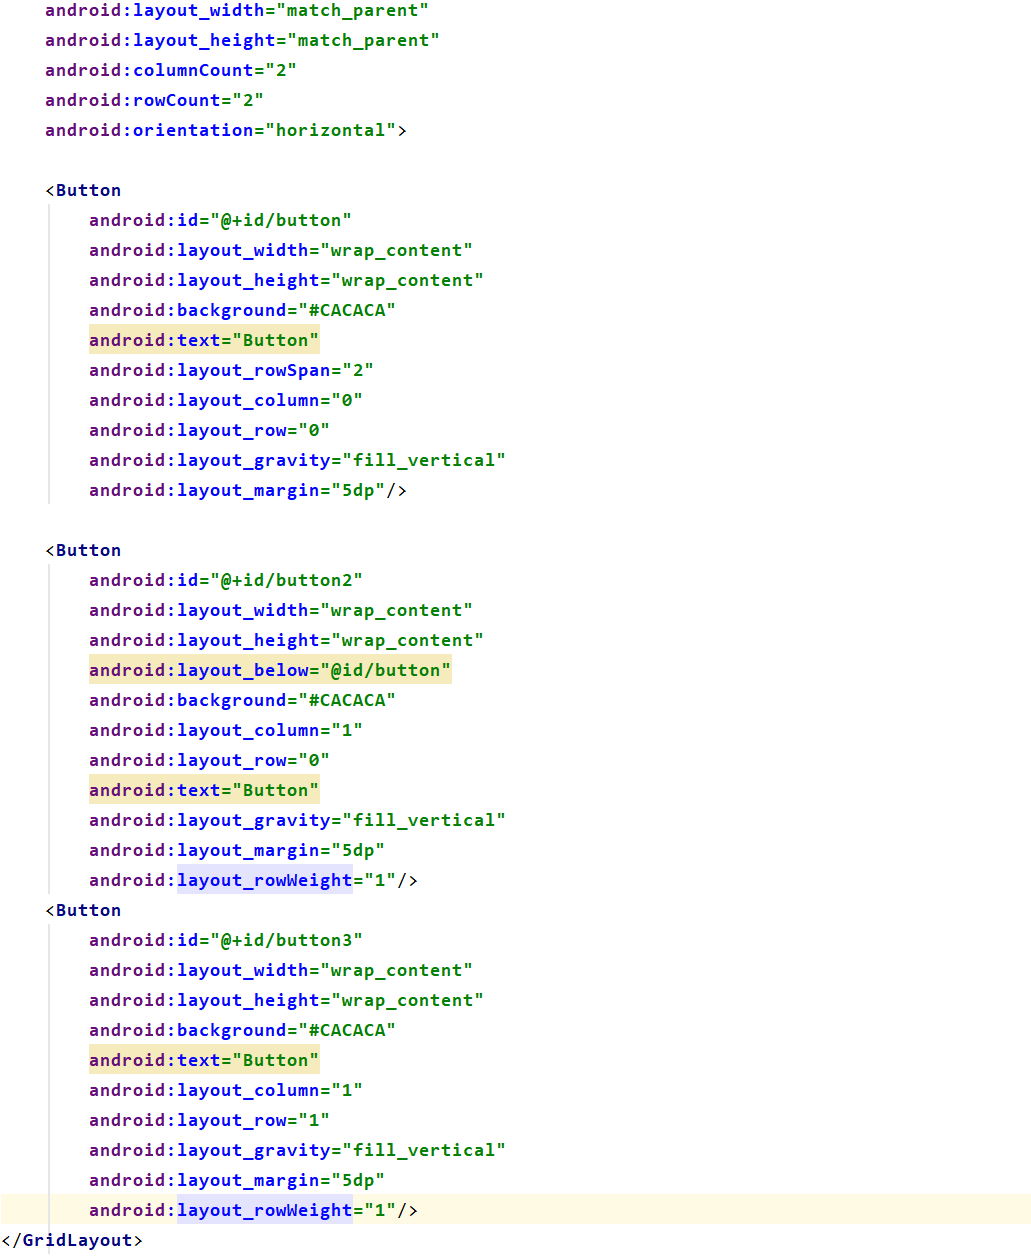 android:layout_width="match_parent"
android:layout_height="match_parent"
android:columnCount="2"
android:rowCount="2"
android:orientation="horizontal">
<Button
android:id="@+id/button"
android:layout_width="wrap_content"
android:layout_height="wrap_content"
android:background="#CACACA"
android:text="Button"
android:layout_rowSpan="2"
android:layout_column="0"
android:layout_row="0"
android:layout_gravity="fill_vertical"
android:layout_margin="5dp"/>
<Button
android:id="@+id/button2"
android:layout_width="wrap_content"
android:layout_height="wrap_content"
android:layout_below="@id/button"
android:background="#CACACA"
android:layout_column="1"
android:layout_row="0"
android:text="Button"
android:layout_gravity="fill_vertical"
android:layout_margin="5dp"
android:layout_rowWeight="1"/>
<Button
android:id="@+id/button3"
android:layout_width="wrap_content"
android:layout_height="wrap_content"
android:background="#CACACA"
android:text="Button"
android:layout_column="1"
android:layout_row="1"
android:layout_gravity="fill_vertical"
android:layout_margin="5dp"
android:layout_rowWeight="1"/>
</GridLayout>